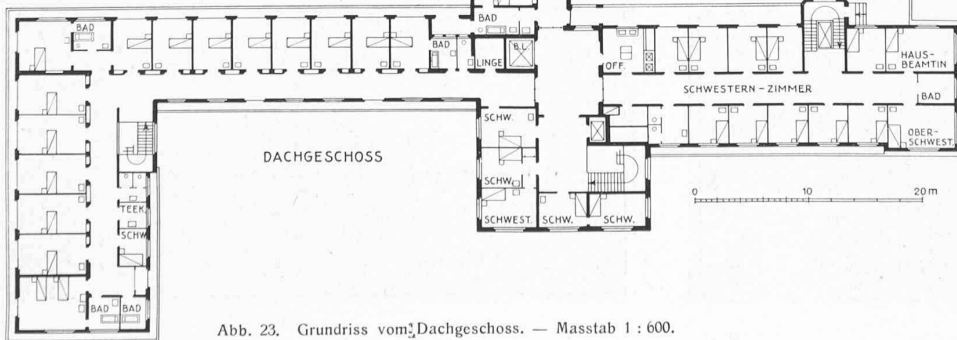 BAD
BAD
BAD
LINGE
B.L.
OFF.
HAUS-
BEAMTIN
SCHWESTERN - ZIMMER
BAD
SCHW.
DACHGESCHOSS
SCHW.
OBER-
SCHWEST.
0 10 20 m
TEEK.
SCHWEST.
SCHW.
SCHW.
SCHW.
BAD
BAD
Abb. 23. Grundriss vom Dachgeschoss. — Masstab 1 : 600.